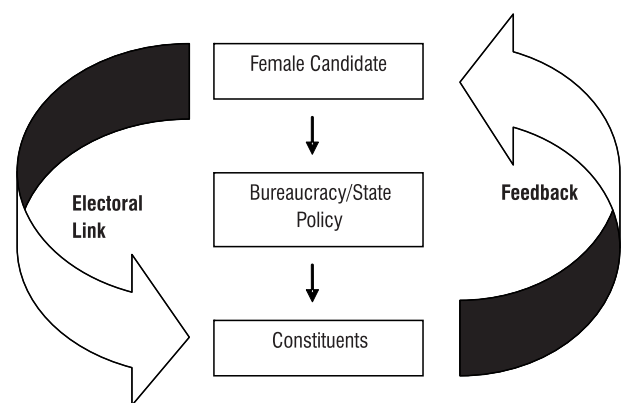 Female Candidate
Bureaucracy/State
Policy
Electoral
Link
Feedback
Constituents